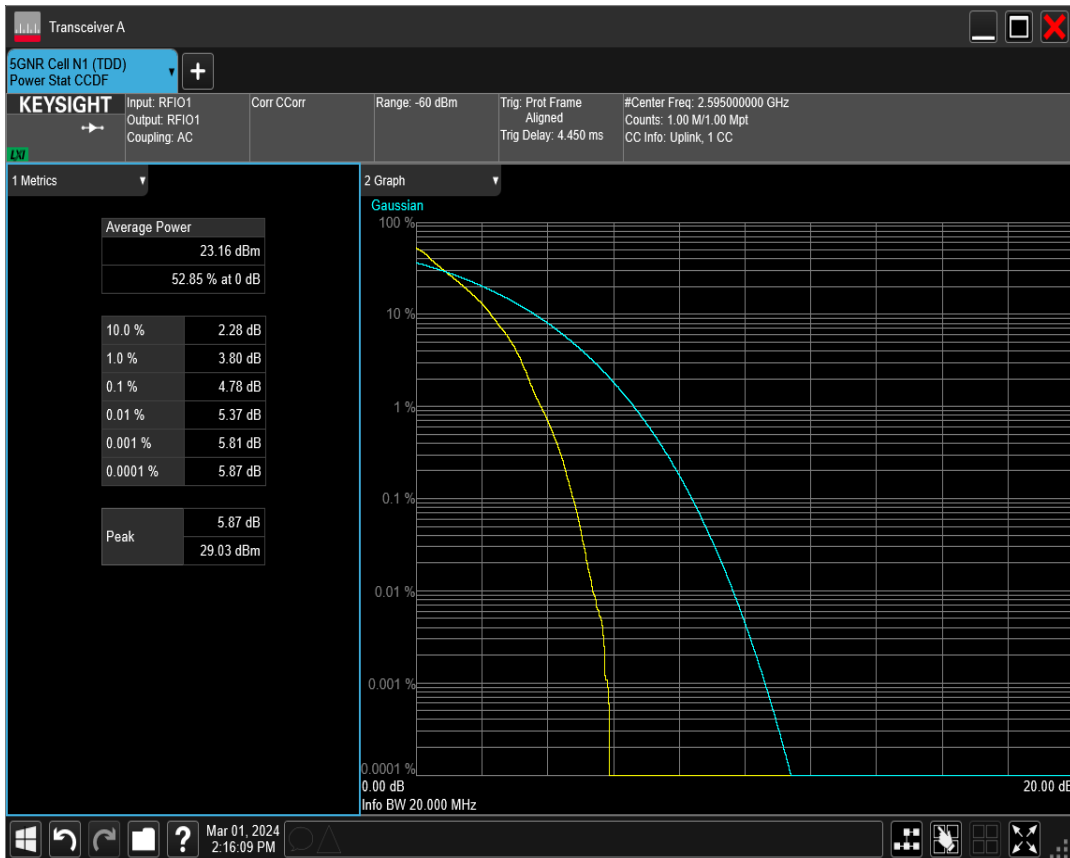 Transceiver A
5GNR Cell N1 (TDD)
Power Stat CCDF
KEYSIGHT
LXI
Input: RFIO1
Output: RFIO1
Coupling: AC
Corr CCorr
Range: -60 dBm
Trig: Prot Frame
Aligned
Trig Delay: 4.450 ms
#Center Freq: 2.595000000 GHz
Counts: 1.00 M/1.00 Mpt
CC Info: Uplink, 1 CC
1 Metrics
Average Power
23.16 dBm
52.85 % at 0 dB
10.0 % 2.28 dB
1.0 % 3.80 dB
0.1 % 4.78 dB
0.01 % 5.37 dB
0.001 % 5.81 dB
0.0001 % 5.87 dB
Peak
5.87 dB
29.03 dBm
2 Graph
Gaussian
100 %
10 %
1 %
0.1 %
0.01 %
0.001 %
0.0001 %
0.00 dB 20.00 dB
Info BW 20.000 MHz
?
Mar 01, 2024
2:16:09 PM